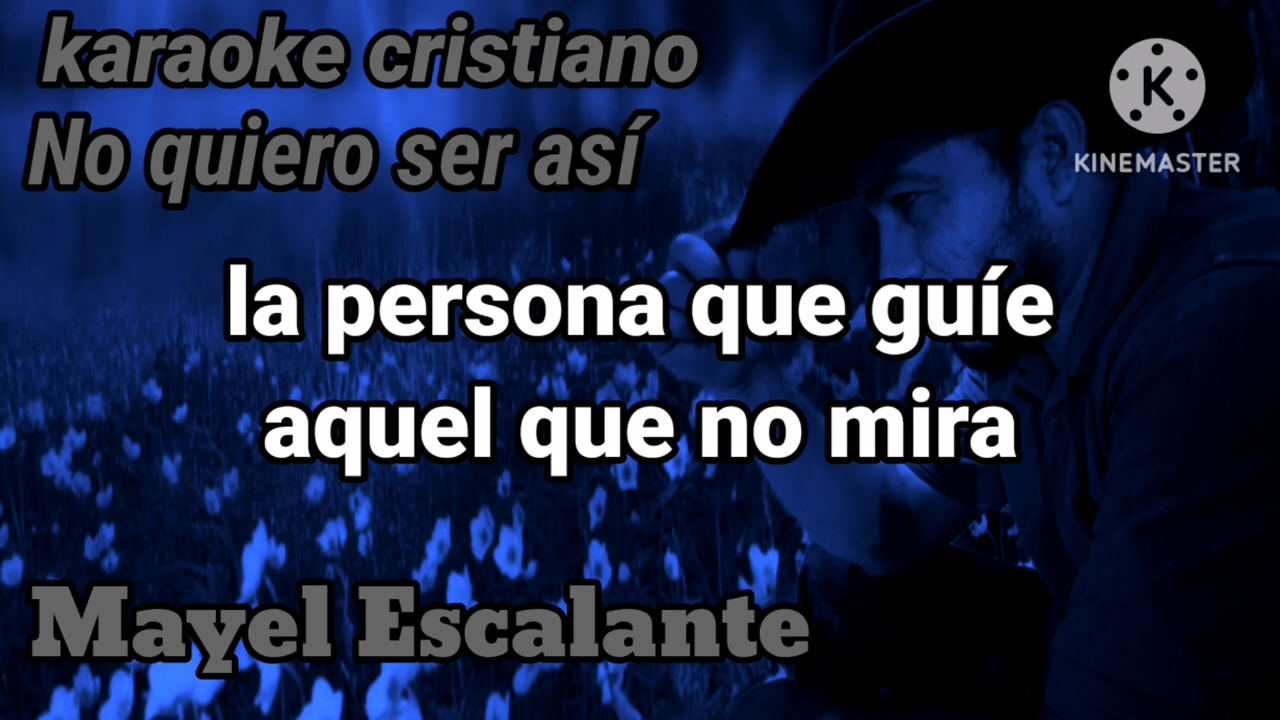 karaoke cristiano
No quiero ser así
KINEMASTER
la persona que guíe
aquel que no mira
Mayel Escalante